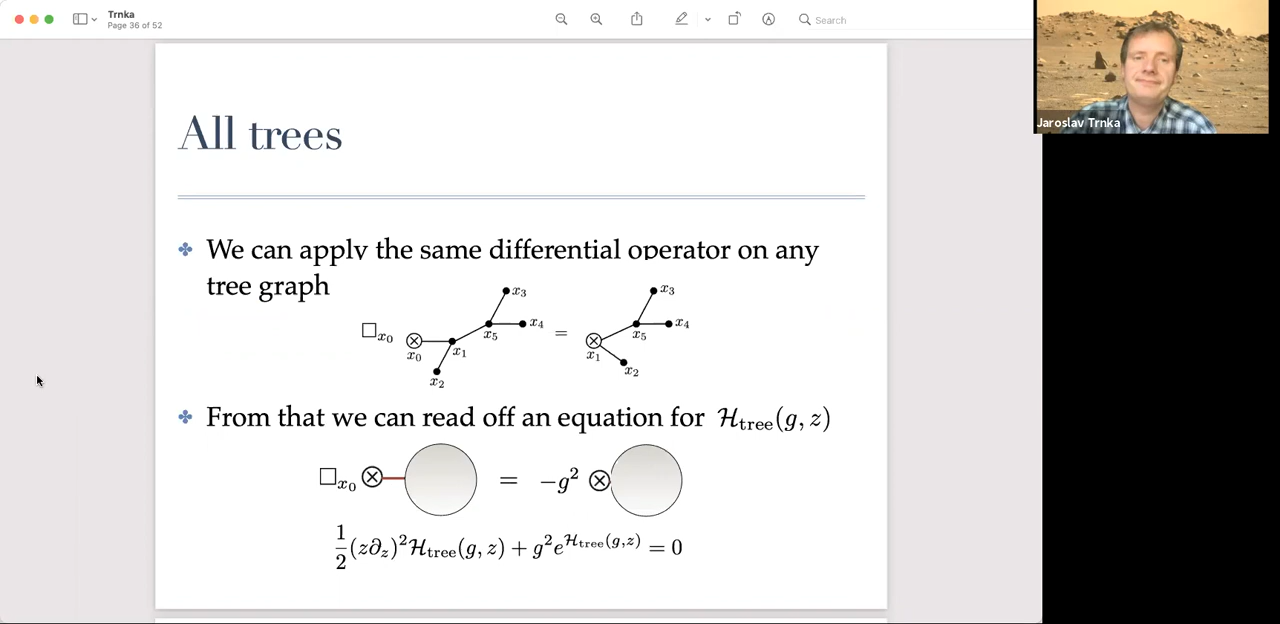 Trnka
Page 36 of 52
Search
Jaroslav Trnka
All trees
We can apply the same differential operator on any
tree graph
□x₀ x₀ x₁ x₂ x₅ x₃ x₄ = x₁ x₂ x₅ x₃ x₄
From that we can read off an equation for ℋtree(g, z)
□x₀ ⊗ = −g² ⊗
½(z∂z)²ℋtree(g, z) + g²e^{ℋtree(g,z)} = 0